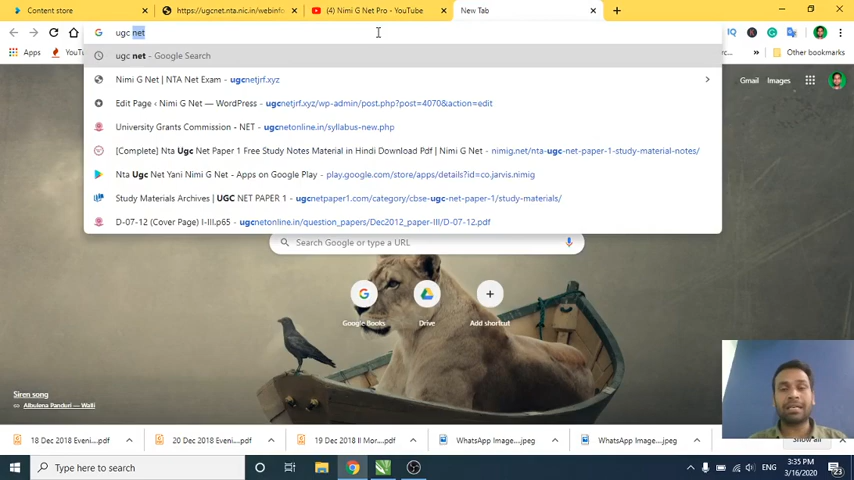 Content store
https://ugcnet.nta.nic.in/webinfo
(4) Nimi G Net Pro - YouTube
New Tab
ugc net
YouTu
Other bookmarks
ugc net - Google Search
Nimi G Net | NTA Net Exam - ugcnetjrf.xyz
Edit Page ‹ Nimi G Net — WordPress - ugcnetjrf.xyz/wp-admin/post.php?post=4070&action=edit
University Grants Commission - NET - ugcnetonline.in/syllabus-new.php
[Complete] Nta Ugc Net Paper 1 Free Study Notes Material in Hindi Download Pdf | Nimi G Net - nimig.net/nta-ugc-net-paper-1-study-material-notes/
Nta Ugc Net Yani Nimi G Net - Apps on Google Play - play.google.com/store/apps/details?id=co.jarvis.nimig
Study Materials Archives | UGC NET PAPER 1 - ugcnetpaper1.com/category/cbse-ugc-net-paper-1/study-materials/
D-07-12 (Cover Page) I-III.p65 - ugcnetonline.in/question_papers/Dec2012_paper-III/D-07-12.pdf
Gmail Images
Search Google or type a URL
Google Books
Drive
Add shortcut
Siren song
Albulena Panduri — Walli
18 Dec 2018 Eveni....pdf
20 Dec 2018 Eveni....pdf
19 Dec 2018 II Mor....pdf
WhatsApp Image....jpeg
WhatsApp Image....jpeg
Show all
Type here to search
ENG
3:35 PM
3/16/2020
23